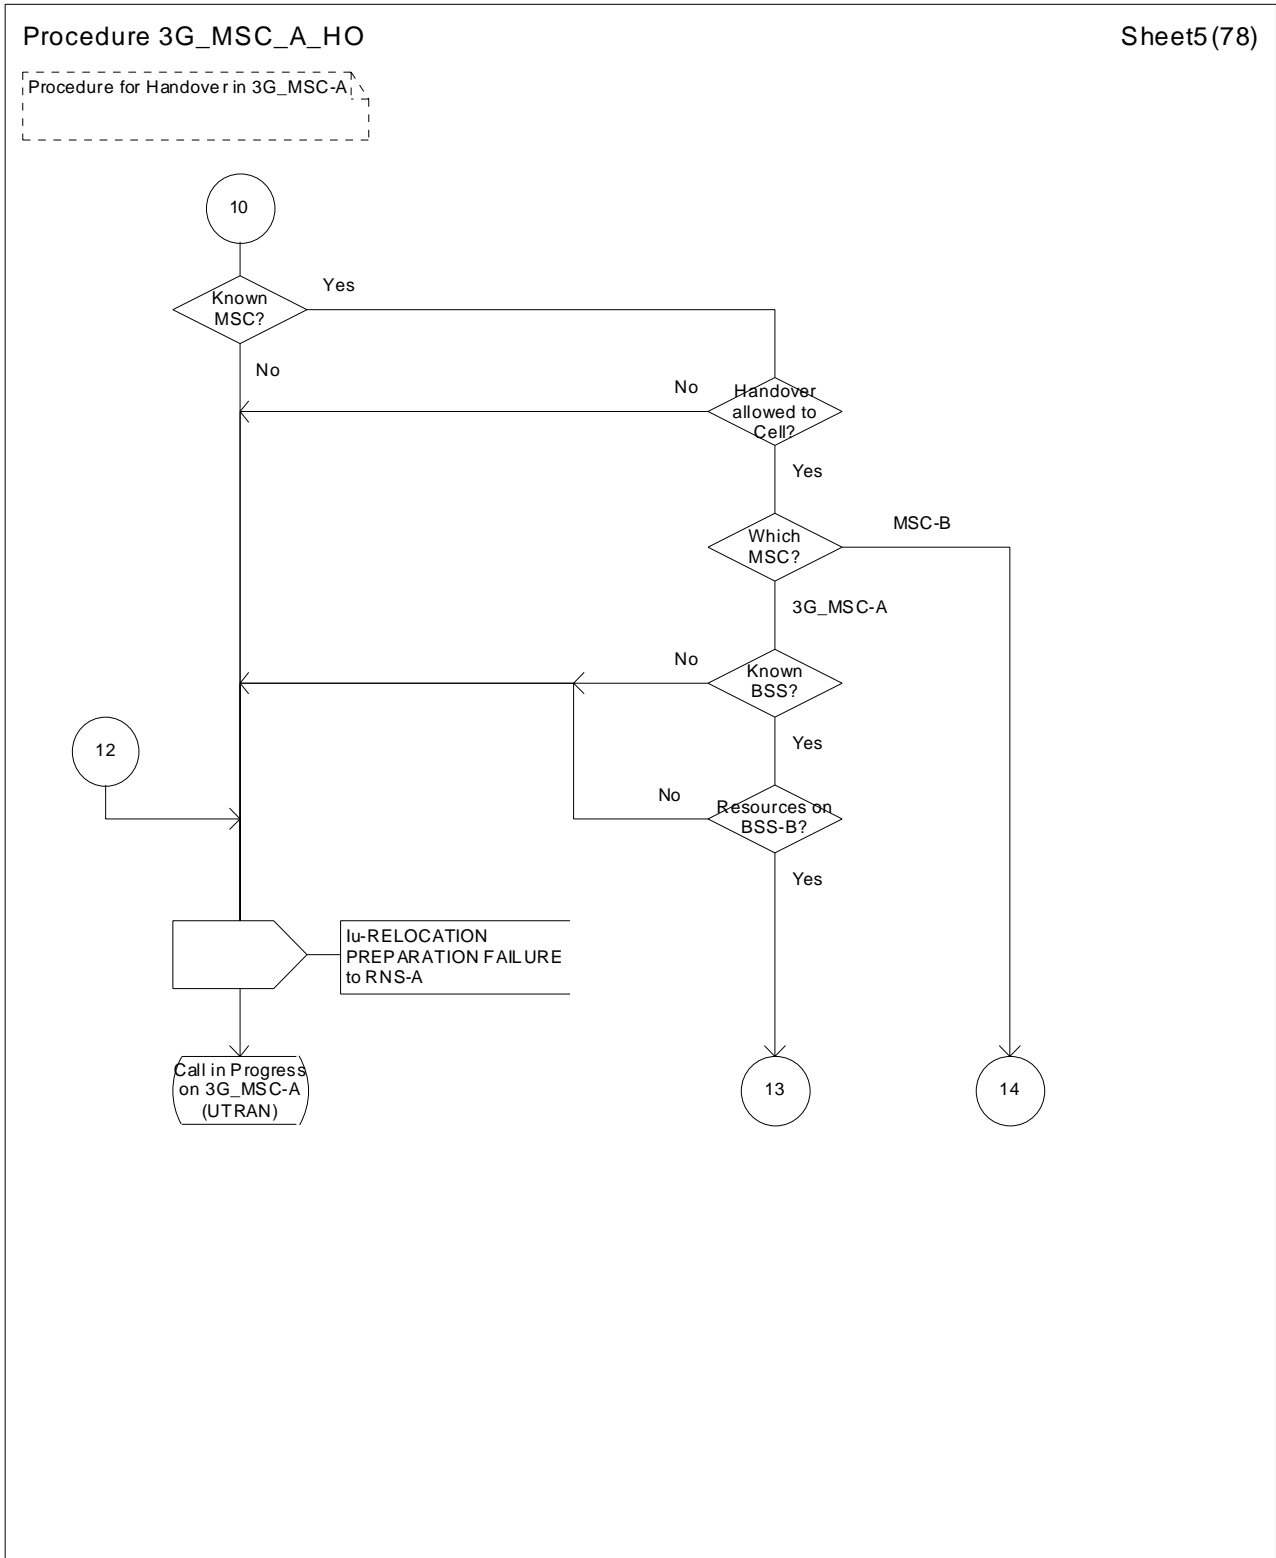 Procedure 3G_MSC_A_HO
Sheet5(78)
Procedure for Handover in 3G_MSC-A
10
Known
MSC?
Yes
No
No
Handover
allowed to
Cell?
Yes
Which
MSC?
MSC-B
3G_MSC-A
No
Known
BSS?
12
Yes
No
Resources on
BSS-B?
Yes
Iu-RELOCATION
PREPARATION FAILURE
to RNS-A
Call in Progress
on 3G_MSC-A
(UTRAN)
13
14